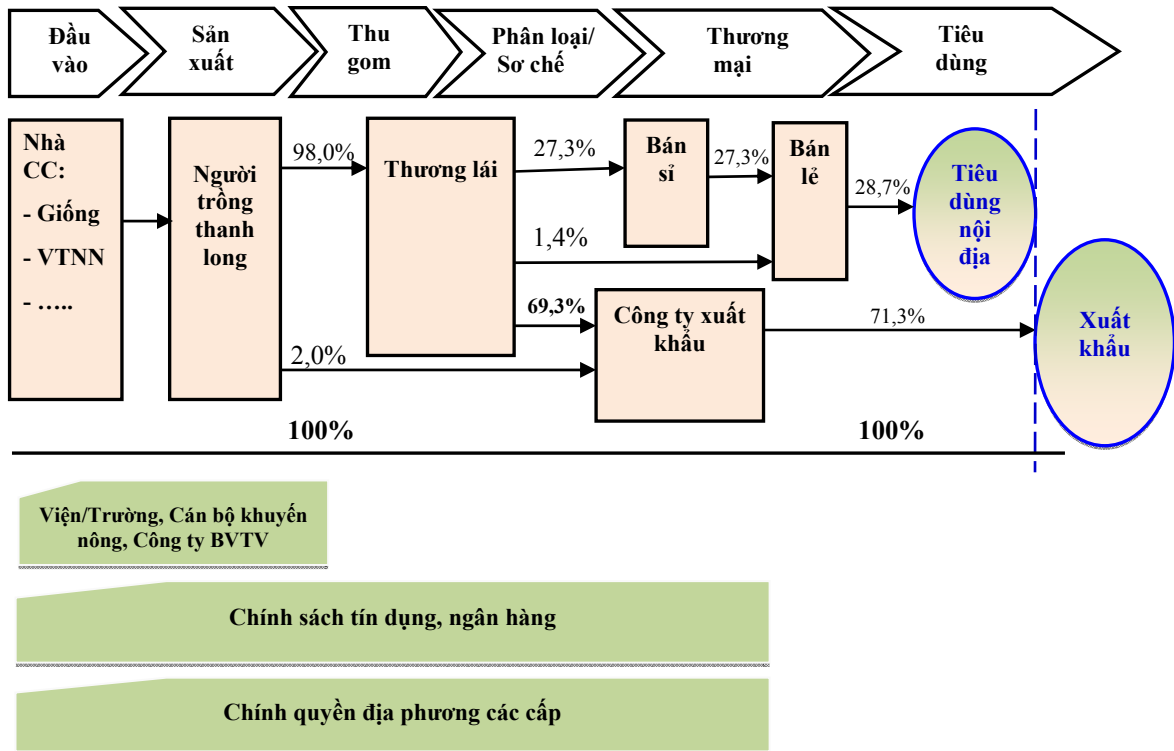 Đầu
vào
Sản
xuất
Thu
gom
Phân loại/
Sơ chế
Thương
mại
Tiêu
dùng
Nhà
CC:
- Giống
- VTNN
- …..
Người
trồng
thanh
long
98,0%
2,0%
Thương lái
27,3%
1,4%
69,3%
Bán
sỉ
27,3%
Bán
lẻ
28,7%
Công ty xuất
khẩu
71,3%
Tiêu
dùng
nội
địa
Xuất
khẩu
100%
100%
Viện/Trường, Cán bộ khuyến
nông, Công ty BVTV
Chính sách tín dụng, ngân hàng
Chính quyền địa phương các cấp